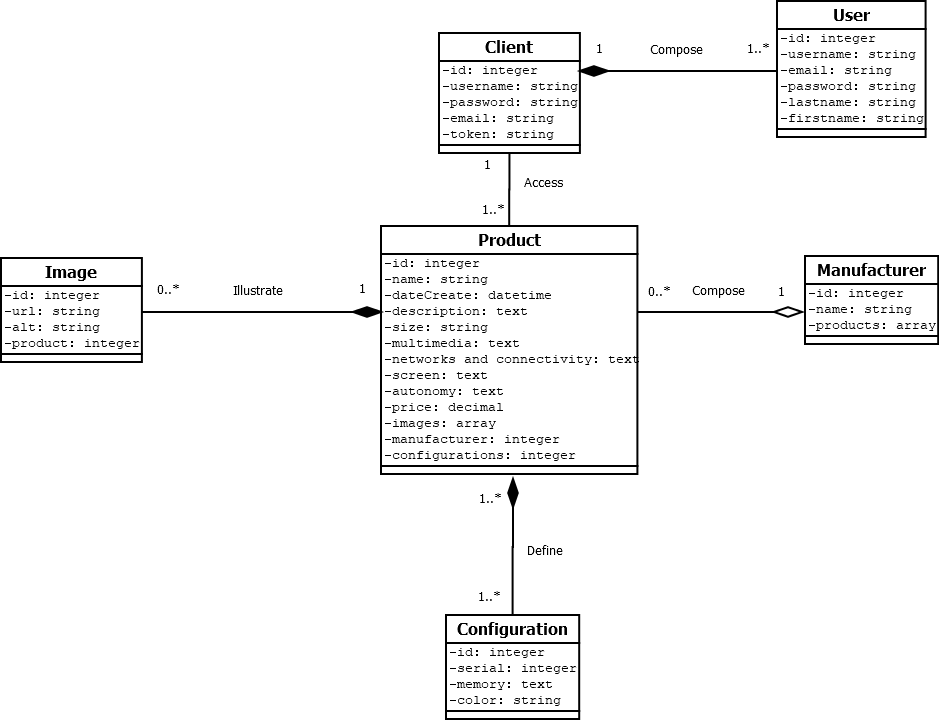 User
-id: integer
-username: string
-email: string
-password: string
-lastname: string
-firstname: string
Client
-id: integer
-username: string
-password: string
-email: string
-token: string
1
Compose
1..*
1
Access
1..*
Product
-id: integer
-name: string
-dateCreate: datetime
-description: text
-size: string
-multimedia: text
-networks and connectivity: text
-screen: text
-autonomy: text
-price: decimal
-images: array
-manufacturer: integer
-configurations: integer
Image
-id: integer
-url: string
-alt: string
-product: integer
0..*
Illustrate
1
Manufacturer
-id: integer
-name: string
-products: array
0..*
Compose
1
1..*
Define
1..*
Configuration
-id: integer
-serial: integer
-memory: text
-color: string